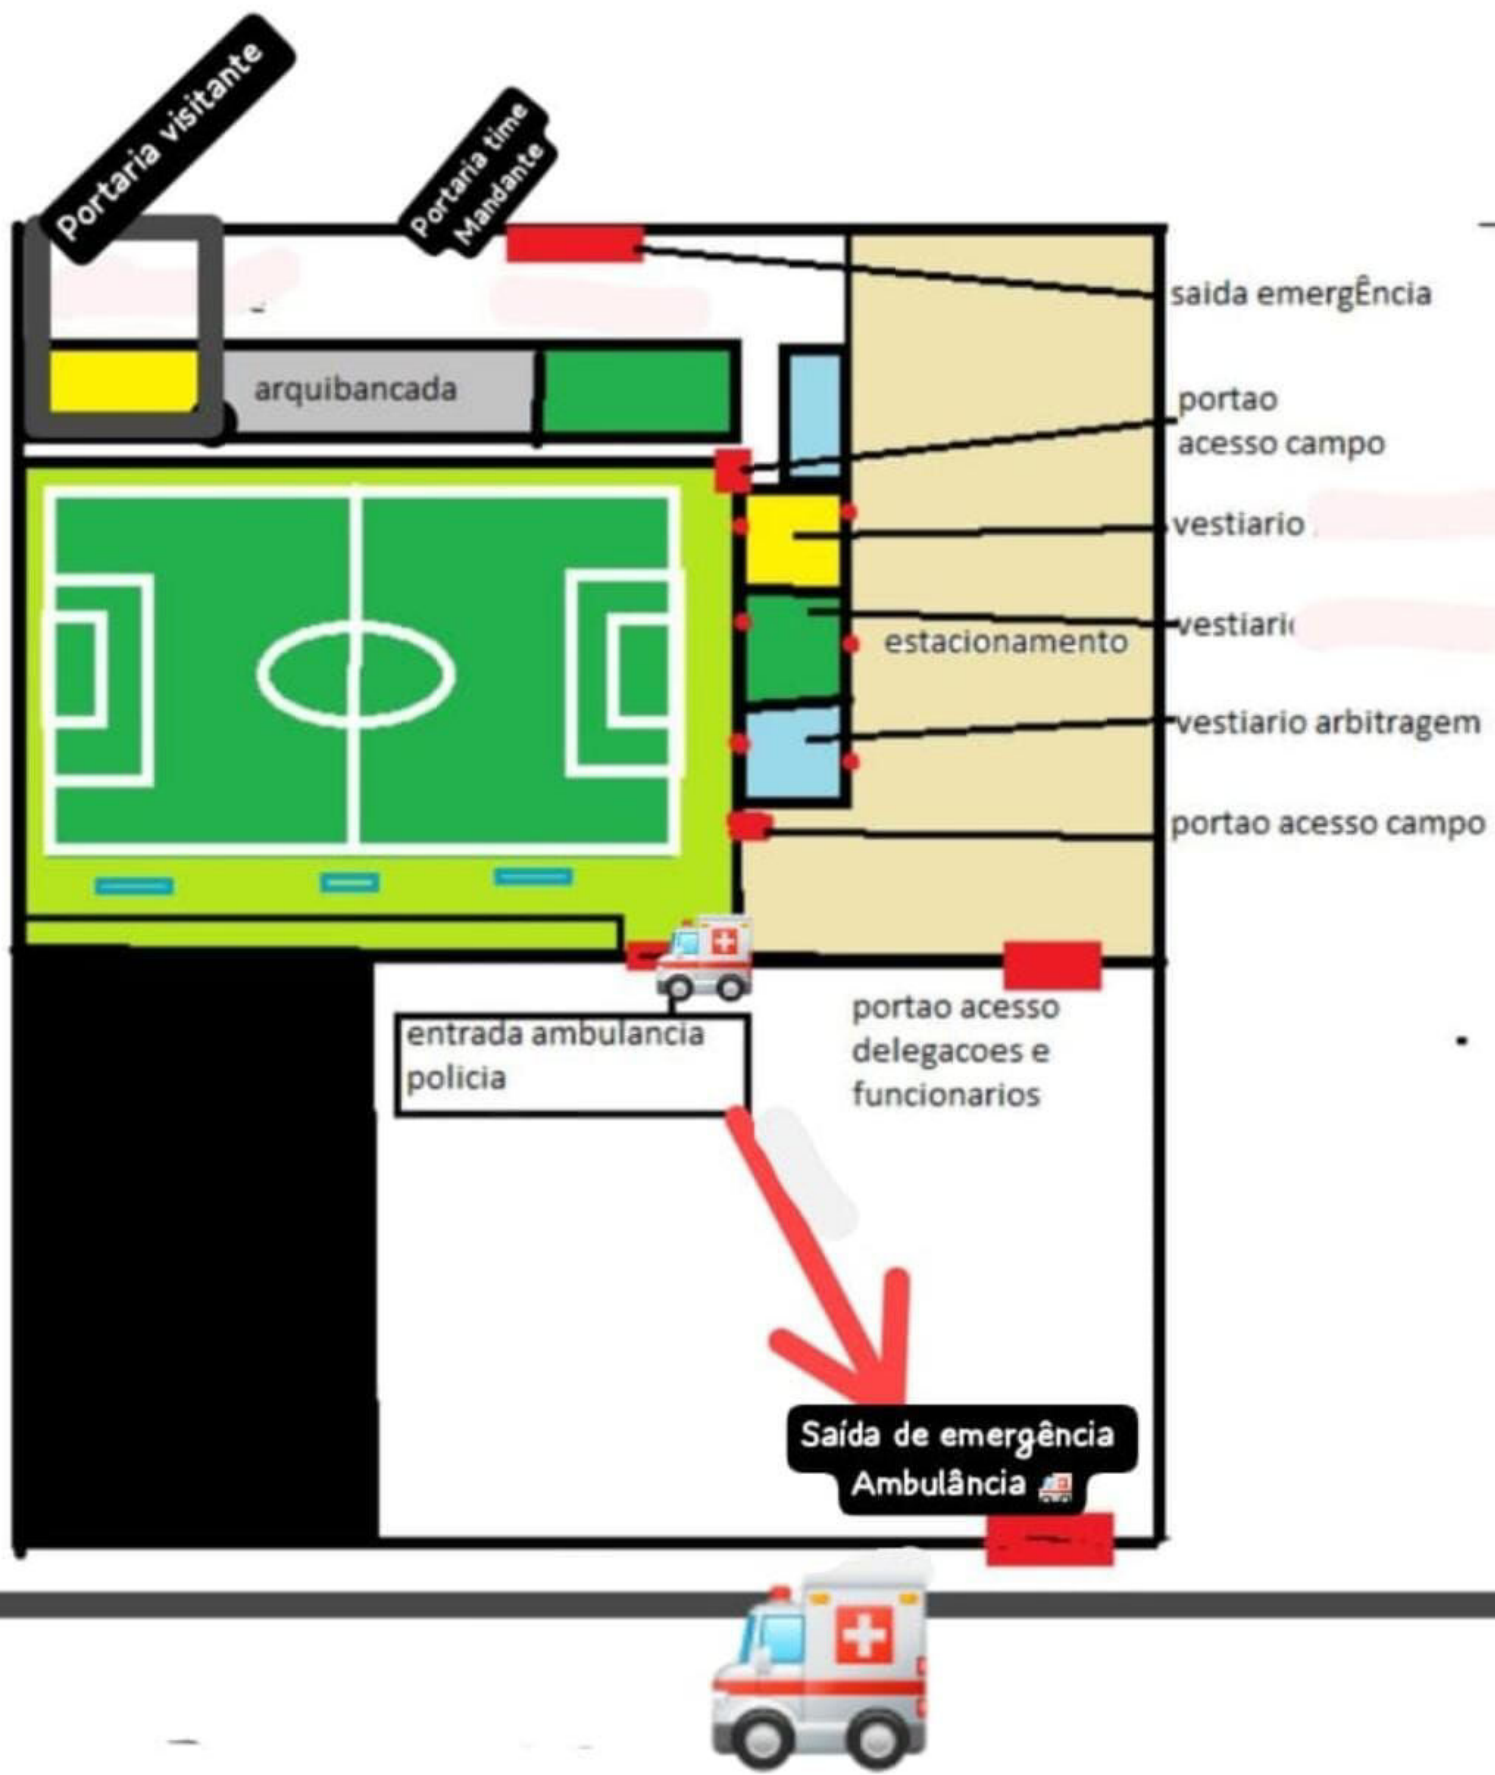 Portaria visitante
Portaria time
Mandante
saida emergÊncia
arquibancada
portao
acesso campo
vestiario
vestiario
estacionamento
vestiario arbitragem
portao acesso campo
entrada ambulancia
policia
portao acesso
delegacoes e
funcionarios
Saída de emergência
Ambulância 🚑